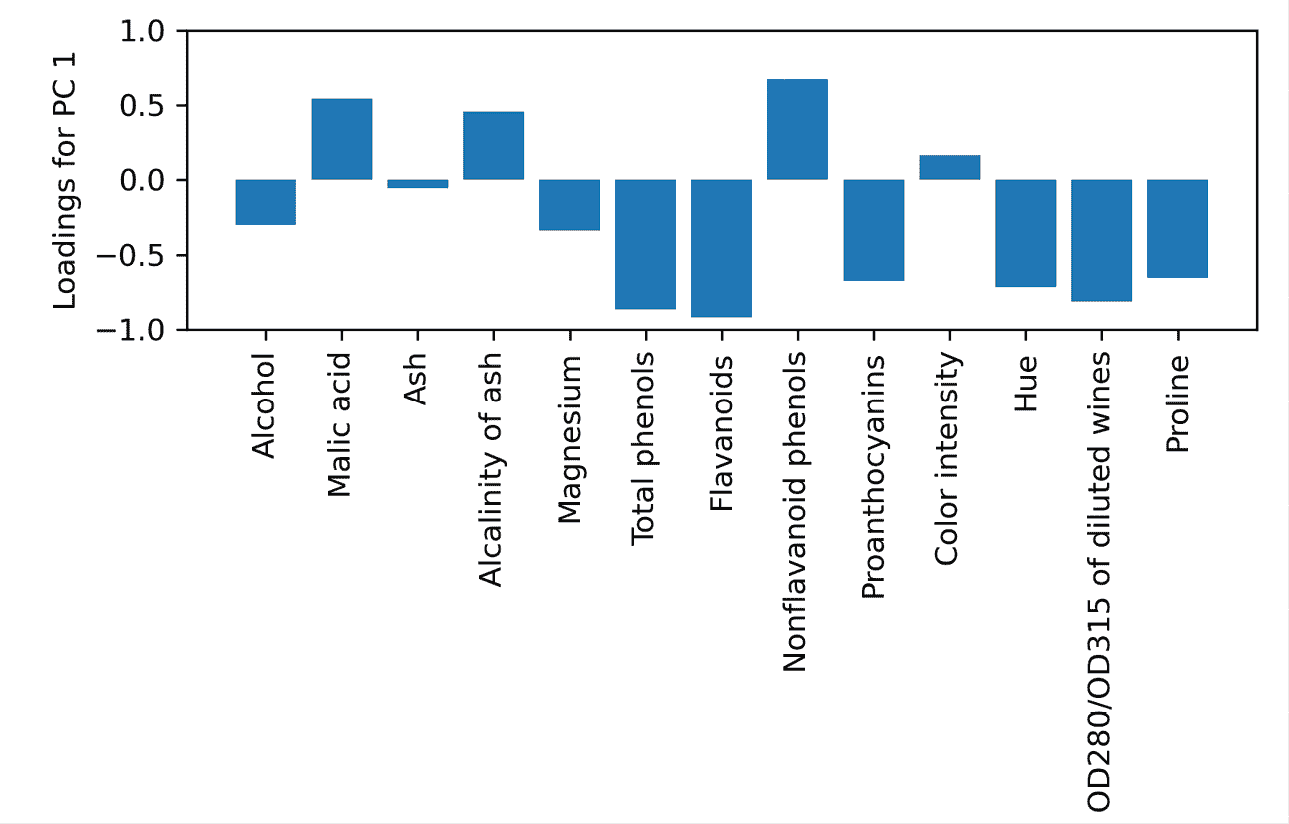 Loadings for PC 1
1.0
0.5
0.0
−0.5
−1.0
Alcohol
Malic acid
Ash
Alcalinity of ash
Magnesium
Total phenols
Flavanoids
Nonflavanoid phenols
Proanthocyanins
Color intensity
Hue
OD280/OD315 of diluted wines
Proline